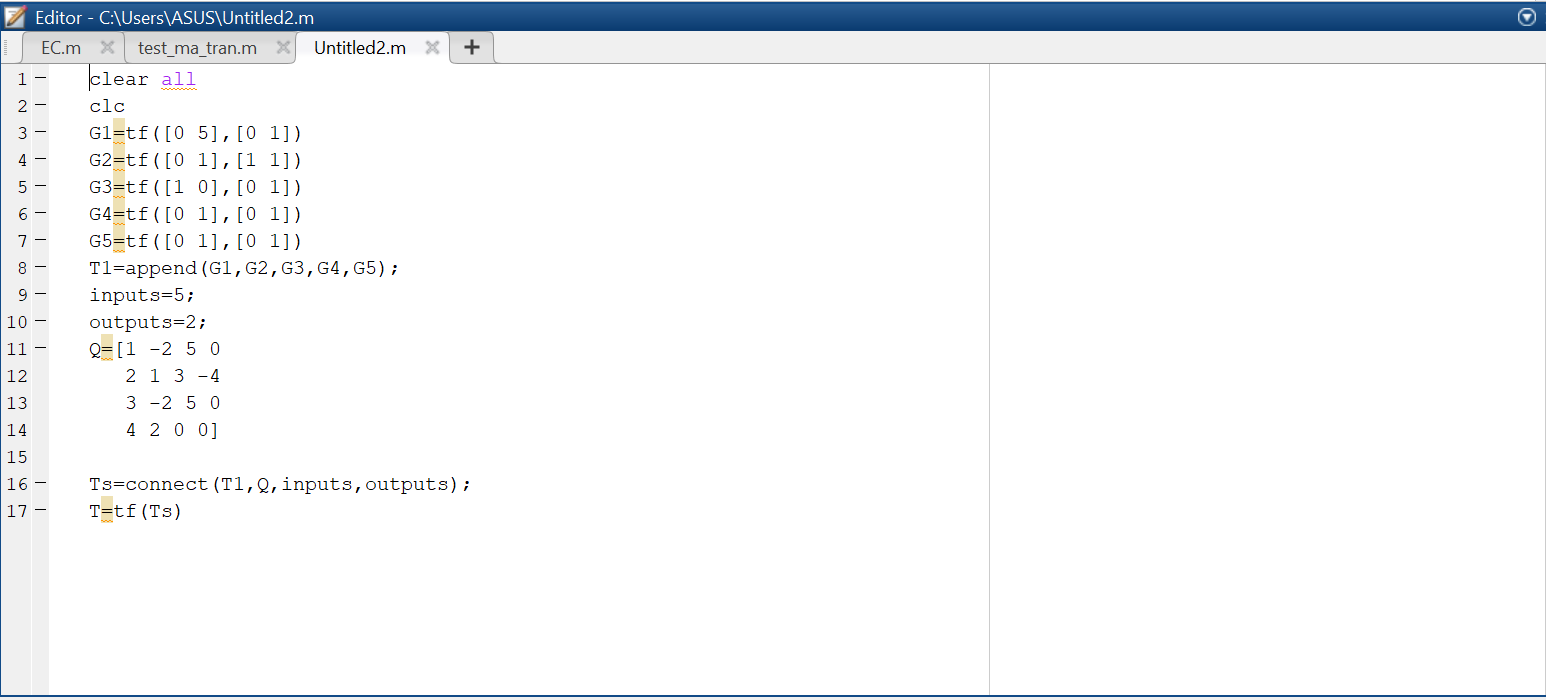 Editor - C:\Users\ASUS\Untitled2.m
EC.m test_ma_tran.m Untitled2.m +
1 clear all
2 clc
3 G1=tf([0 5],[0 1])
4 G2=tf([0 1],[1 1])
5 G3=tf([1 0],[0 1])
6 G4=tf([0 1],[0 1])
7 G5=tf([0 1],[0 1])
8 T1=append(G1,G2,G3,G4,G5);
9 inputs=5;
10 outputs=2;
11 Q=[1 -2 5 0
12 2 1 3 -4
13 3 -2 5 0
14 4 2 0 0]
15
16 Ts=connect(T1,Q,inputs,outputs);
17 T=tf(Ts)